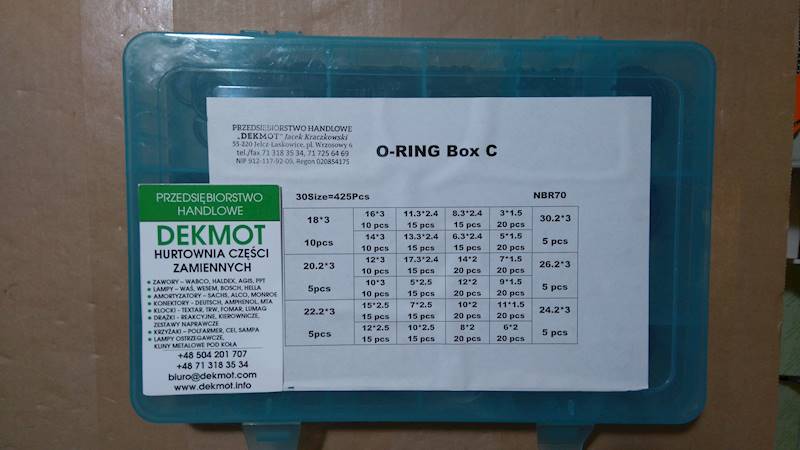 PRZEDSIĘBIORSTWO HANDLOWE
„DEKMOT" Jacek Kraczkowski
55-220 Jelcz-Laskowice, pl. Wrzosowy 6
tel./fax 71 318 35 34, 71 725 64 69
NIP 912-117-92-09, Regon 020854175
O-RING Box C
30Size=425Pcs NBR70
18*3 16*3 11.3*2.4 8.3*2.4 3*1.5 30.2*3
10pcs 10 pcs 15 pcs 15 pcs 20 pcs 5 pcs
14*3 13.3*2.4 6.3*2.4 5*1.5
10 pcs 15 pcs 15 pcs 20 pcs
20.2*3 12*3 17.3*2.4 14*2 7*1.5 26.2*3
5pcs 10 pcs 15 pcs 20 pcs 20 pcs 5 pcs
10*3 5*2.5 12*2 9*1.5
10 pcs 15 pcs 20 pcs 20 pcs
22.2*3 15*2.5 7*2.5 10*2 11*1.5 24.2*3
5pcs 15 pcs 15 pcs 20 pcs 20 pcs 5 pcs
12*2.5 10*2.5 8*2 6*2
15 pcs 15 pcs 20 pcs 20 pcs
PRZEDSIĘBIORSTWO
HANDLOWE
DEKMOT
HURTOWNIA CZĘŚCI
ZAMIENNYCH
• ZAWORY – WABCO, HALDEX, AGIS, PPT
• LAMPY – WAŚ, WESEM, BOSCH, HELLA
• AMORTYZATORY – SACHS, ALCO, MONROE
• KONEKTORY - DEUTSCH, AMPHENOL, MTA
• KLOCKI - TEXTAR, TRW, FOMAR, LUMAG
• DRĄŻKI - REAKCYJNE, KIEROWNICZE,
ZESTAWY NAPRAWCZE
• KRZYŻAKI – POLFARMER, CEI, SAMPA
• LAMPY OSTRZEGAWCZE,
KLINY METALOWE POD KOŁA
+48 504 201 707
+48 71 318 35 34
biuro@dekmot.com
www.dekmot.info